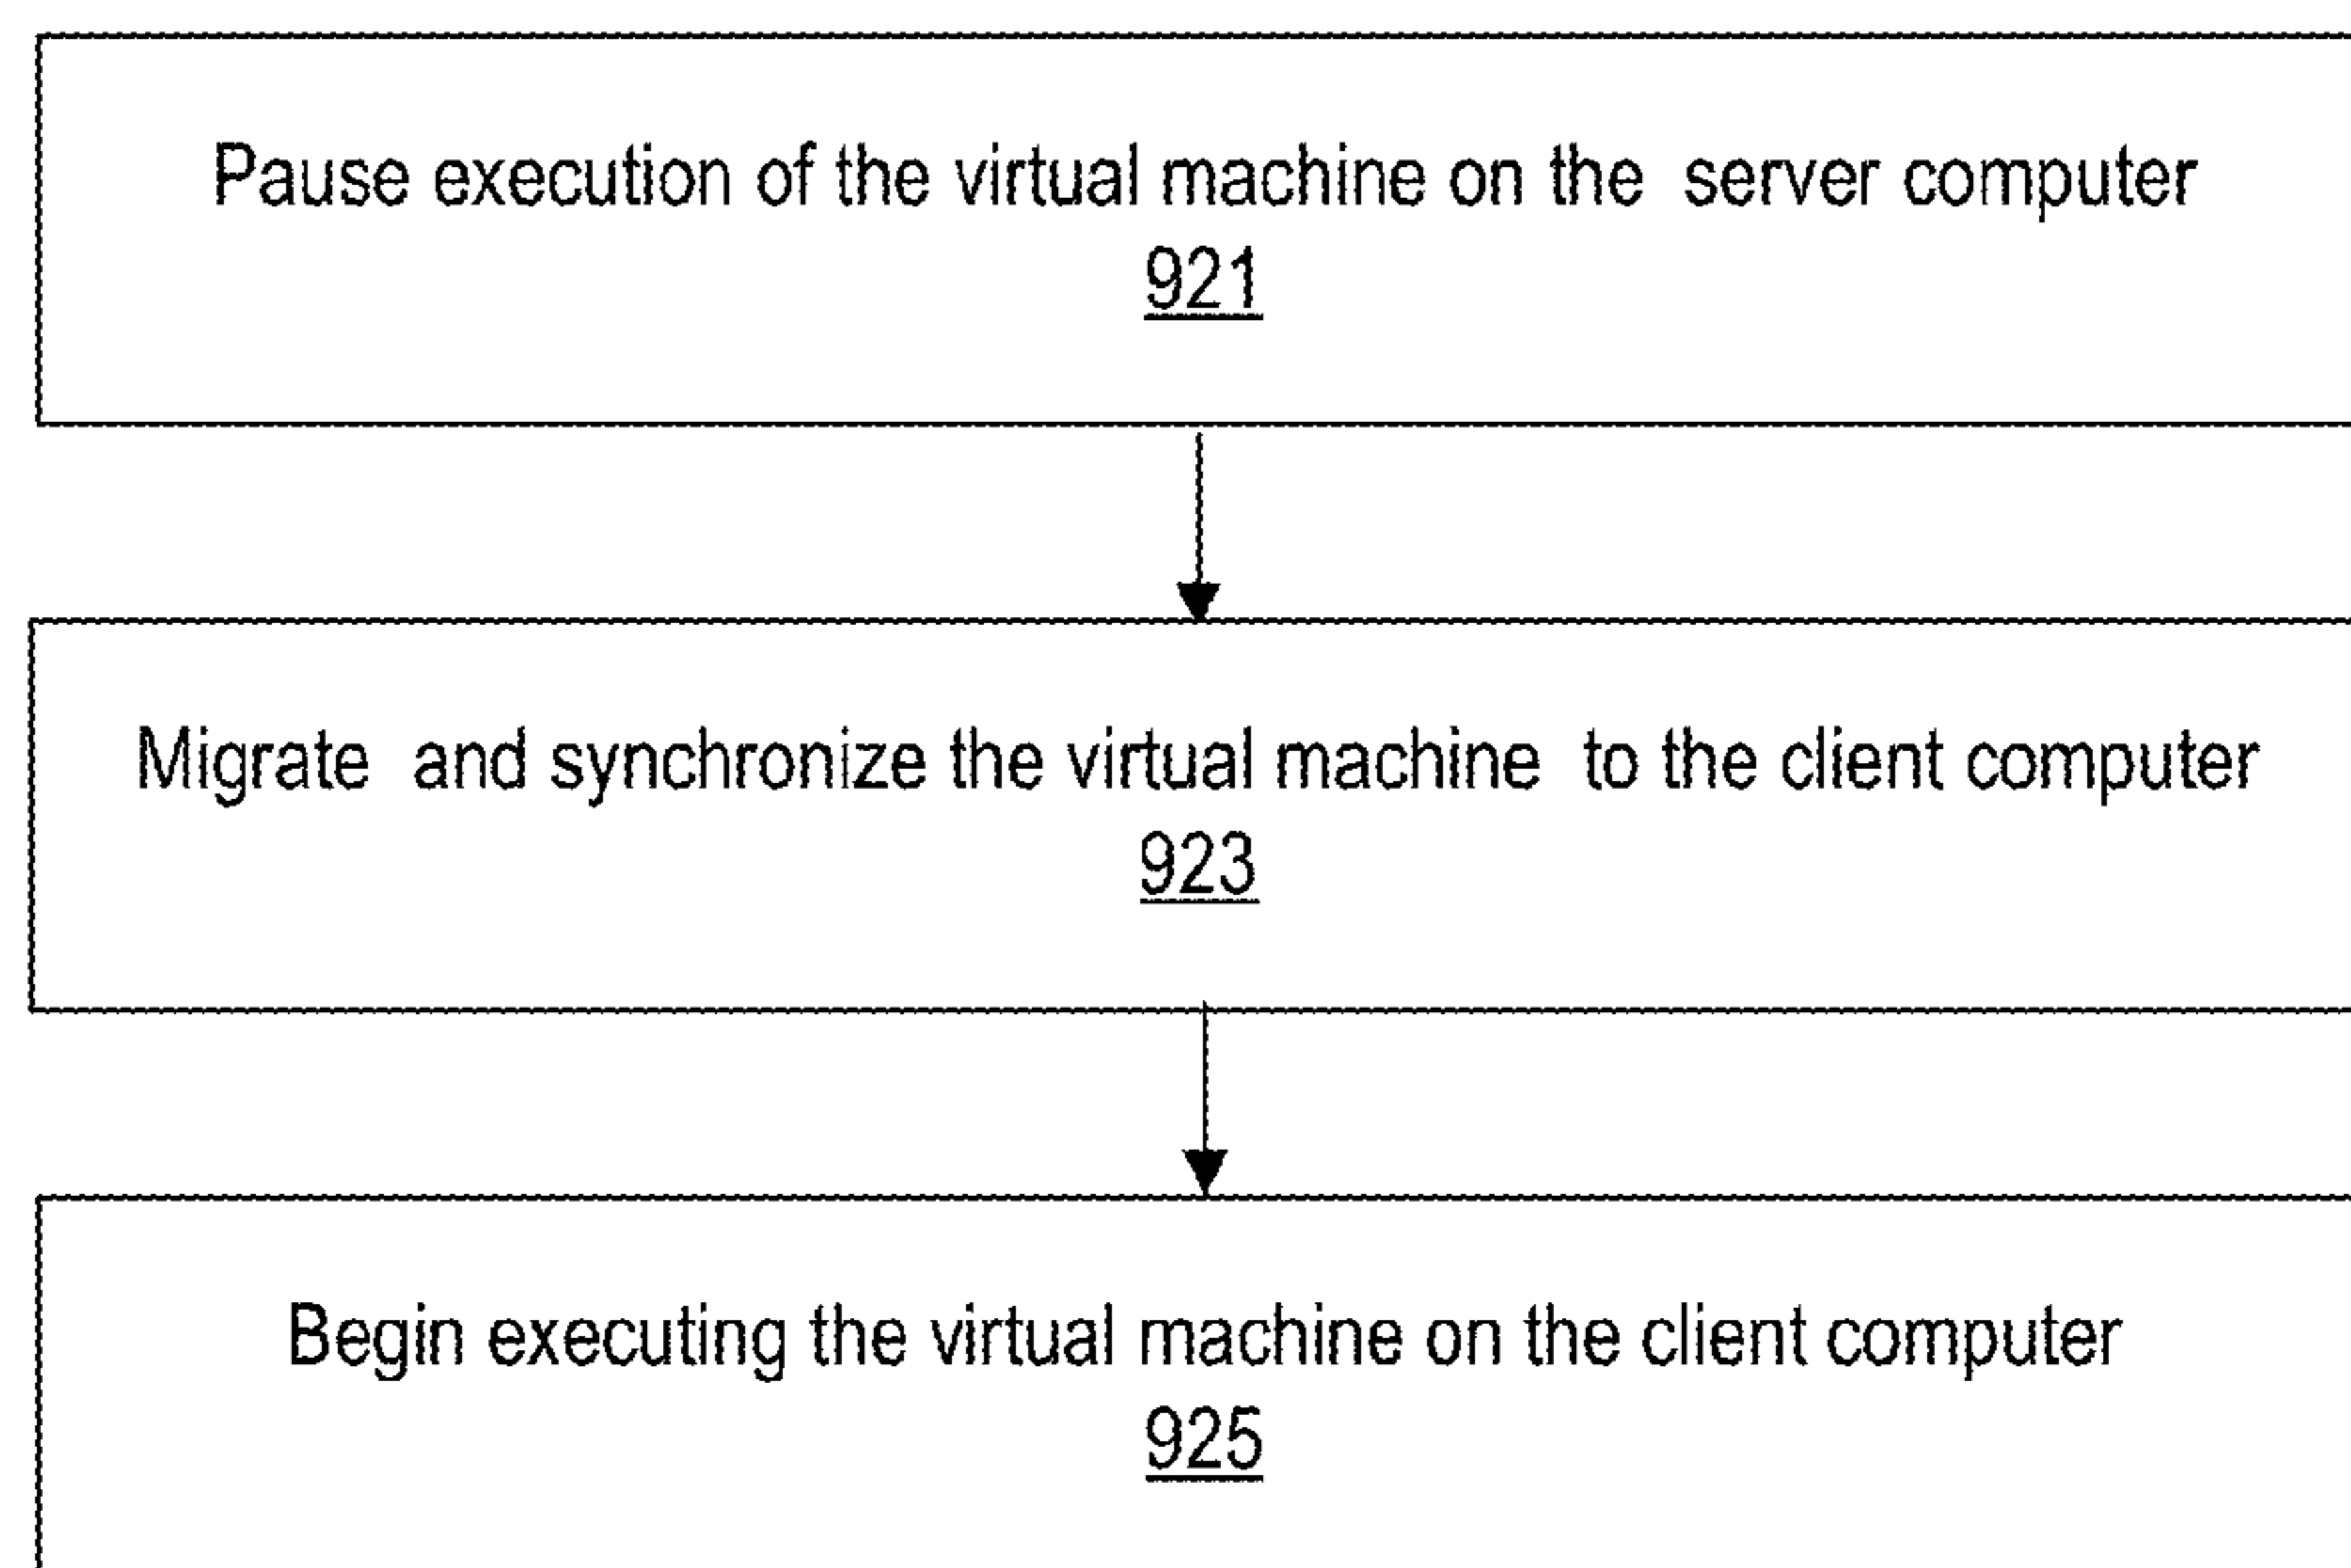 Pause execution of the virtual machine on the server computer
921
Migrate and synchronize the virtual machine to the client computer
923
Begin executing the virtual machine on the client computer
925